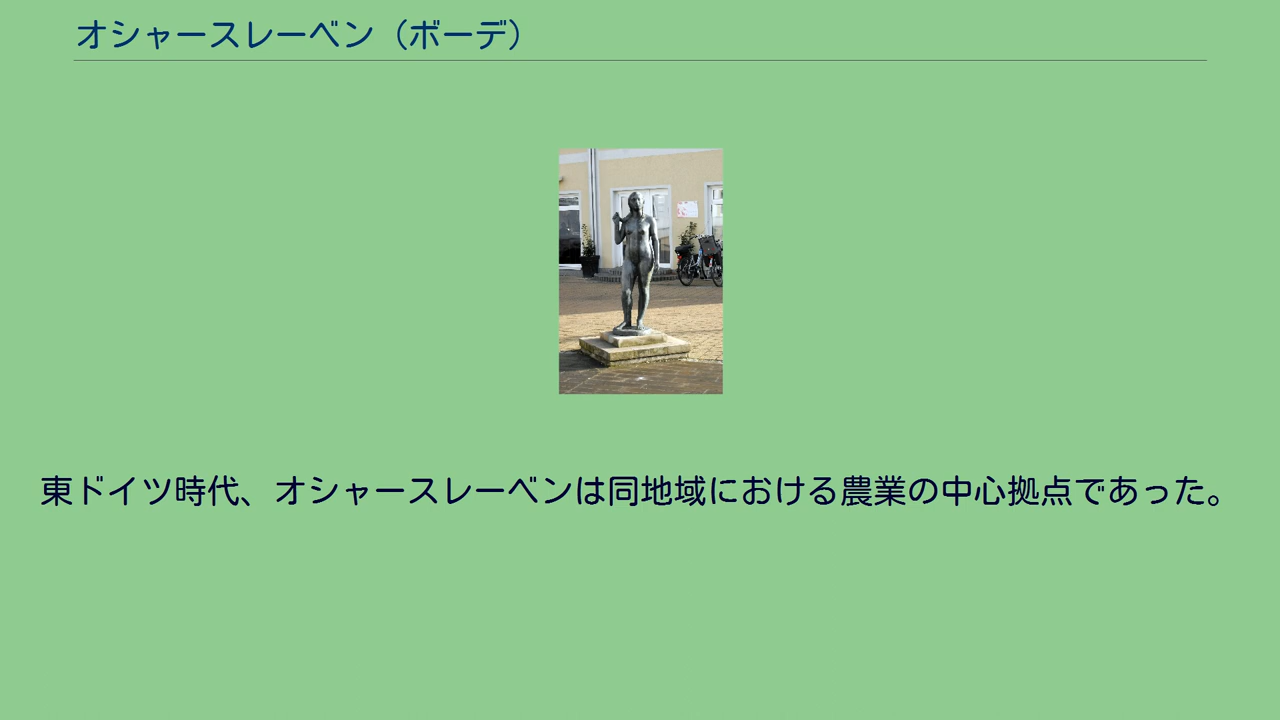 オシャースレーベン（ボーデ）
東ドイツ時代、オシャースレーベンは同地域における農業の中心拠点であった。